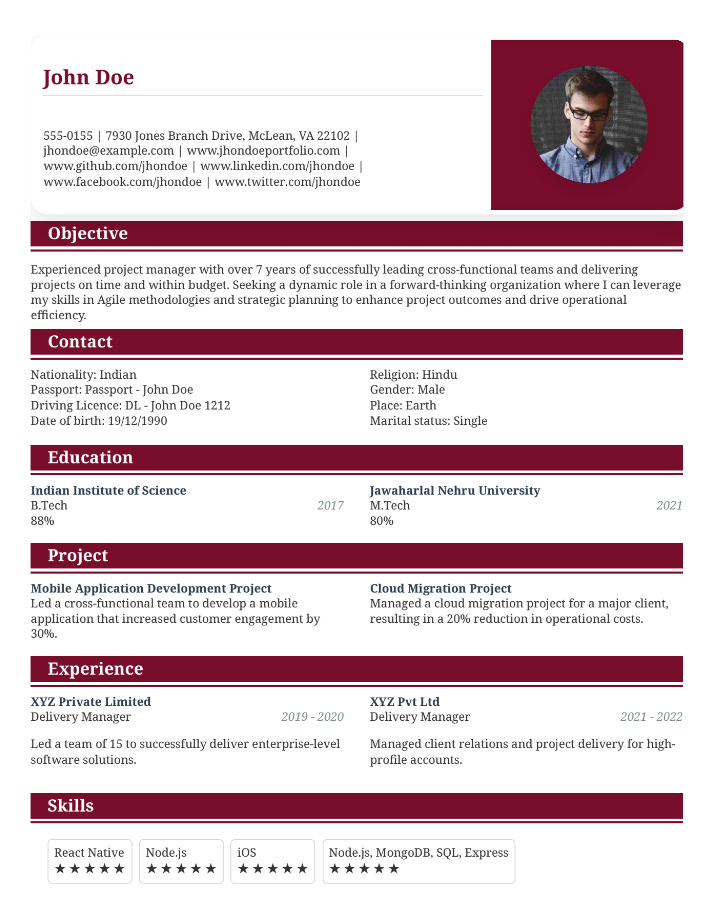 John Doe
555-0155 | 7930 Jones Branch Drive, McLean, VA 22102 |
jhondoe@example.com | www.jhondoeportfolio.com |
www.github.com/jhondoe | www.linkedin.com/jhondoe |
www.facebook.com/jhondoe | www.twitter.com/jhondoe
Objective
Experienced project manager with over 7 years of successfully leading cross-functional teams and delivering
projects on time and within budget. Seeking a dynamic role in a forward-thinking organization where I can leverage
my skills in Agile methodologies and strategic planning to enhance project outcomes and drive operational
efficiency.
Contact
Nationality: Indian
Passport: Passport - John Doe
Driving Licence: DL - John Doe 1212
Date of birth: 19/12/1990
Religion: Hindu
Gender: Male
Place: Earth
Marital status: Single
Education
Indian Institute of Science
B.Tech 2017
88%
Jawaharlal Nehru University
M.Tech 2021
80%
Project
Mobile Application Development Project
Led a cross-functional team to develop a mobile
application that increased customer engagement by
30%.
Cloud Migration Project
Managed a cloud migration project for a major client,
resulting in a 20% reduction in operational costs.
Experience
XYZ Private Limited
Delivery Manager 2019 - 2020
Led a team of 15 to successfully deliver enterprise-level
software solutions.
XYZ Pvt Ltd
Delivery Manager 2021 - 2022
Managed client relations and project delivery for high-
profile accounts.
Skills
React Native
★★★★★
Node.js
★★★★★
iOS
★★★★★
Node.js, MongoDB, SQL, Express
★★★★★